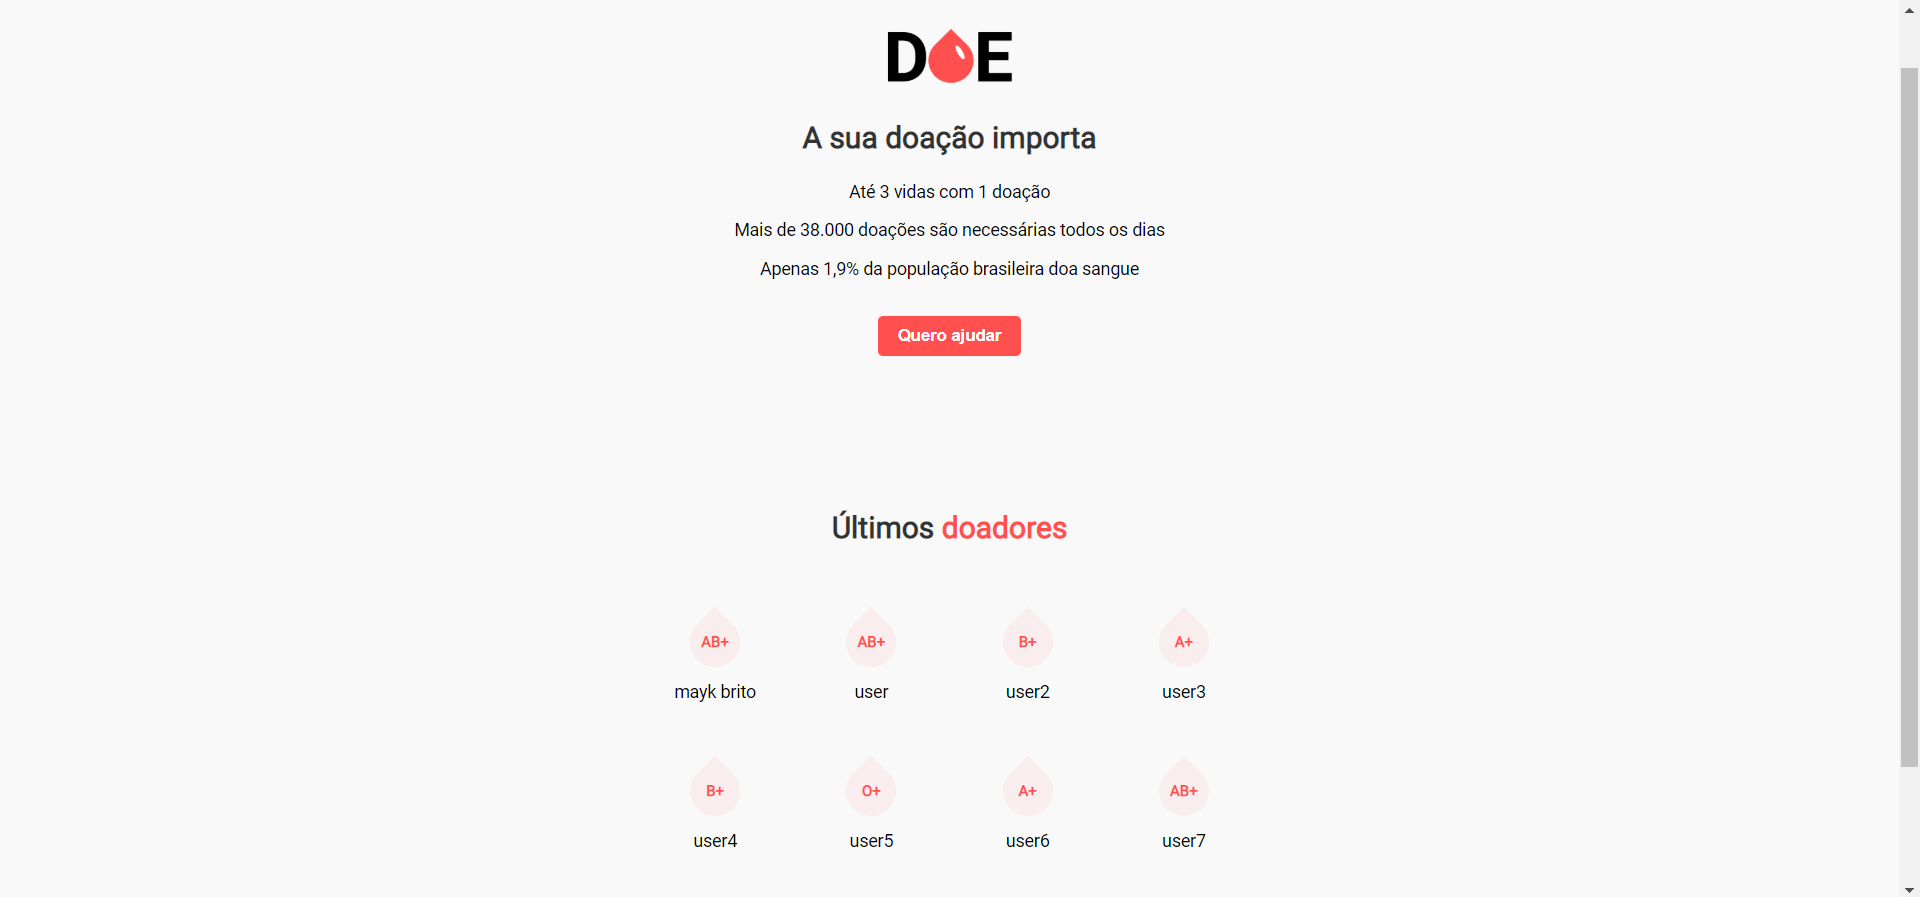 DOE
A sua doação importa
Até 3 vidas com 1 doação
Mais de 38.000 doações são necessárias todos os dias
Apenas 1,9% da população brasileira doa sangue
Quero ajudar
Últimos doadores
AB+ AB+ B+ A+
mayk brito user user2 user3
B+ O+ A+ AB+
user4 user5 user6 user7